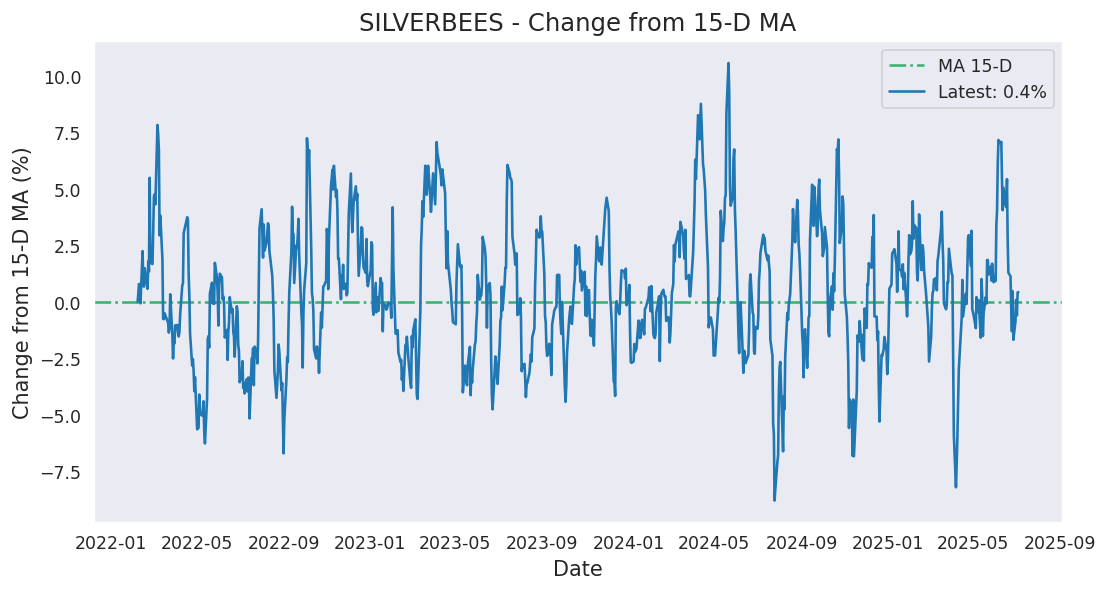 SILVERBEES - Change from 15-D MA
MA 15-D
Latest: 0.4%
Change from 15-D MA (%)
10.0
7.5
5.0
2.5
0.0
−2.5
−5.0
−7.5
2022-01 2022-05 2022-09 2023-01 2023-05 2023-09 2024-01 2024-05 2024-09 2025-01 2025-05 2025-09
Date